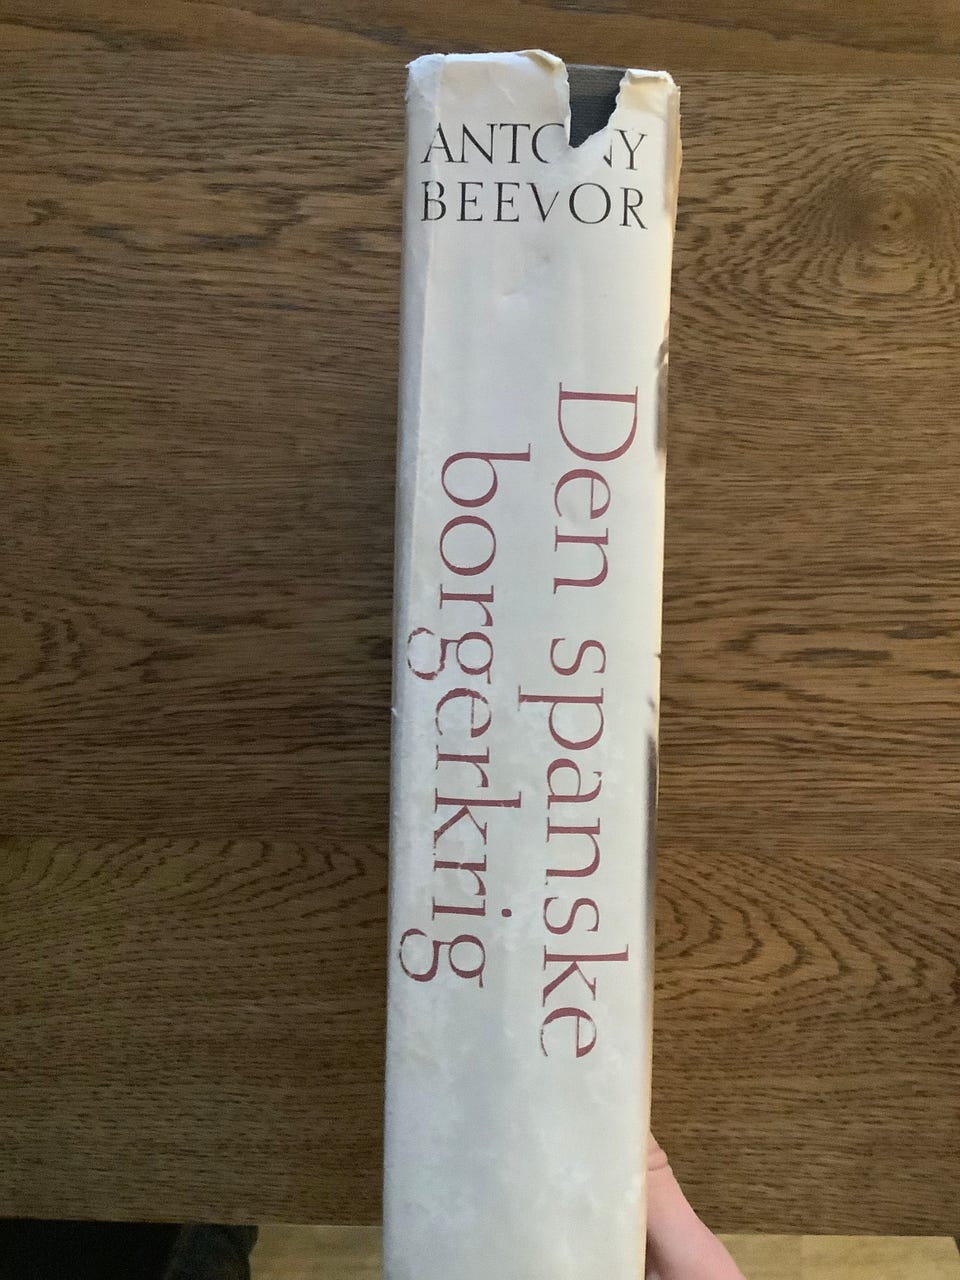 ANTONY
BEEVOR
Den spanske
borgerkrig